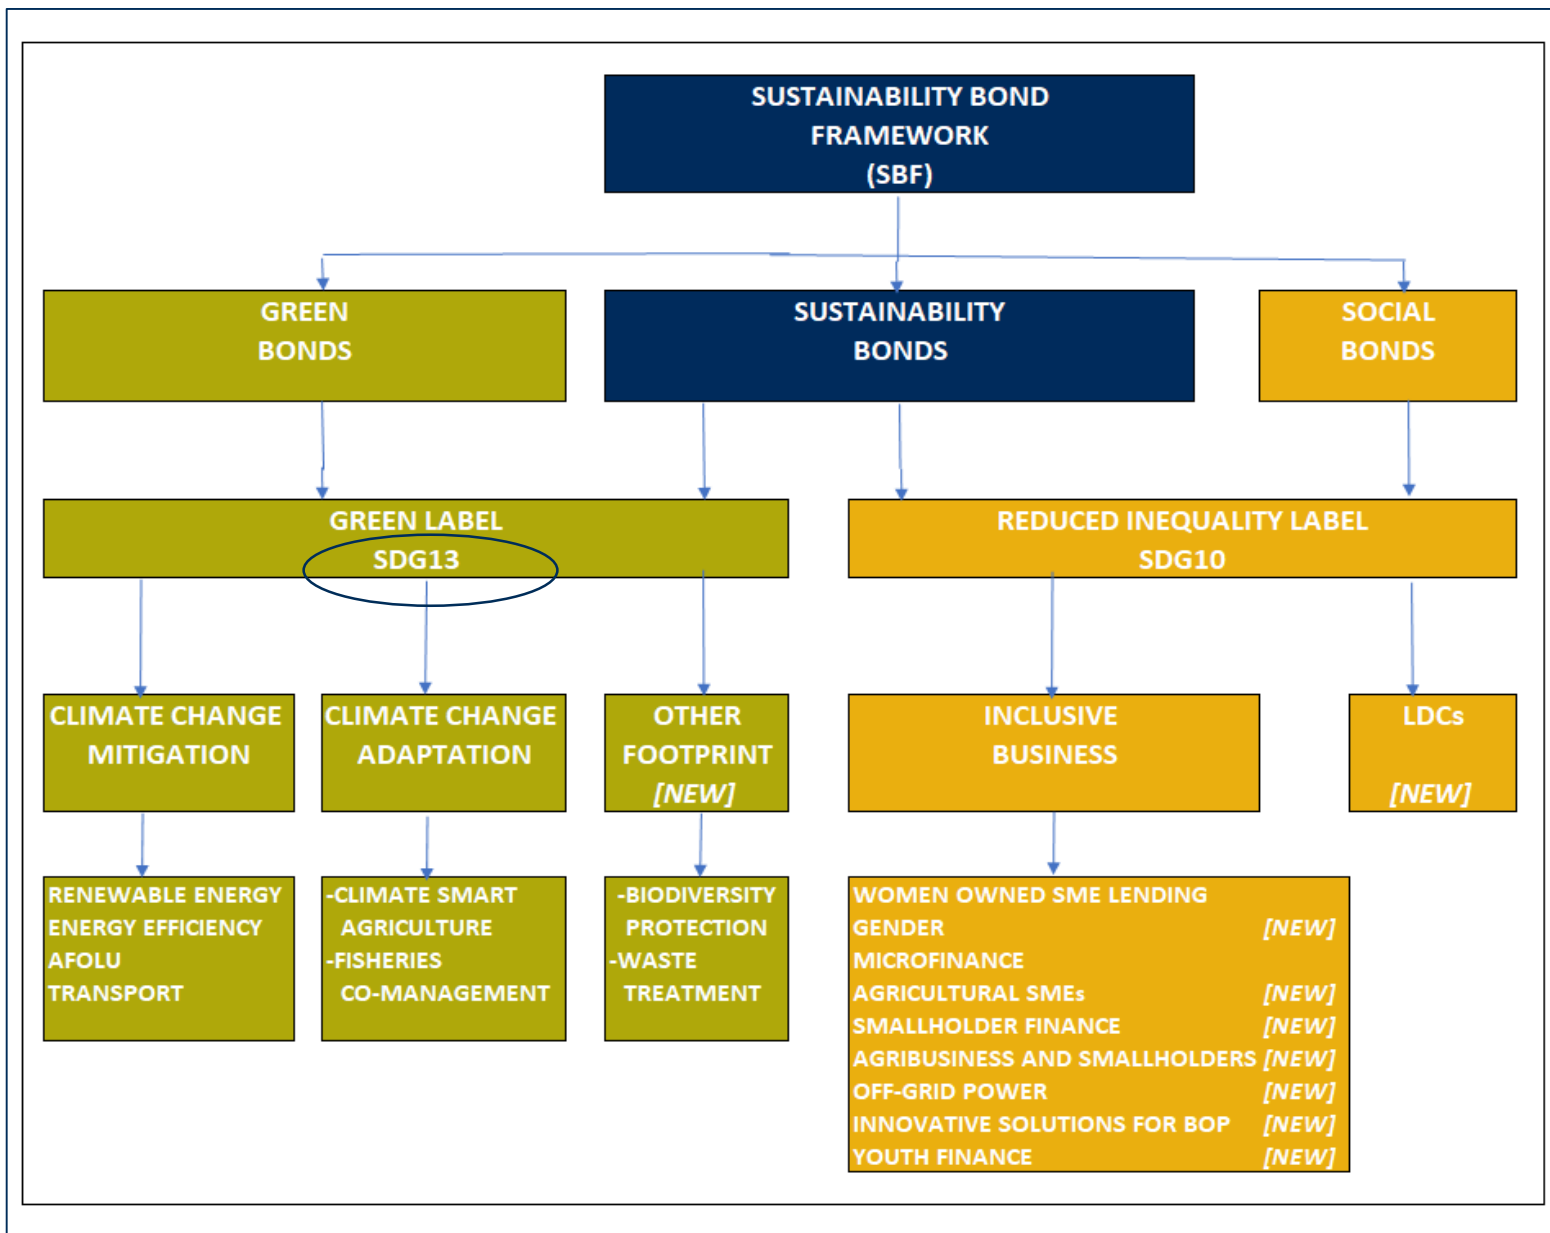 SUSTAINABILITY BOND
FRAMEWORK
(SBF)
GREEN
BONDS
SUSTAINABILITY
BONDS
SOCIAL
BONDS
GREEN LABEL
SDG13
REDUCED INEQUALITY LABEL
SDG10
CLIMATE CHANGE
MITIGATION
CLIMATE CHANGE
ADAPTATION
OTHER
FOOTPRINT
[NEW]
INCLUSIVE
BUSINESS
LDCs
[NEW]
RENEWABLE ENERGY
ENERGY EFFICIENCY
AFOLU
TRANSPORT
-CLIMATE SMART
AGRICULTURE
-FISHERIES
CO-MANAGEMENT
-BIODIVERSITY
PROTECTION
-WASTE
TREATMENT
WOMEN OWNED SME LENDING
GENDER [NEW]
MICROFINANCE
AGRICULTURAL SMEs [NEW]
SMALLHOLDER FINANCE [NEW]
AGRIBUSINESS AND SMALLHOLDERS [NEW]
OFF-GRID POWER [NEW]
INNOVATIVE SOLUTIONS FOR BOP [NEW]
YOUTH FINANCE [NEW]